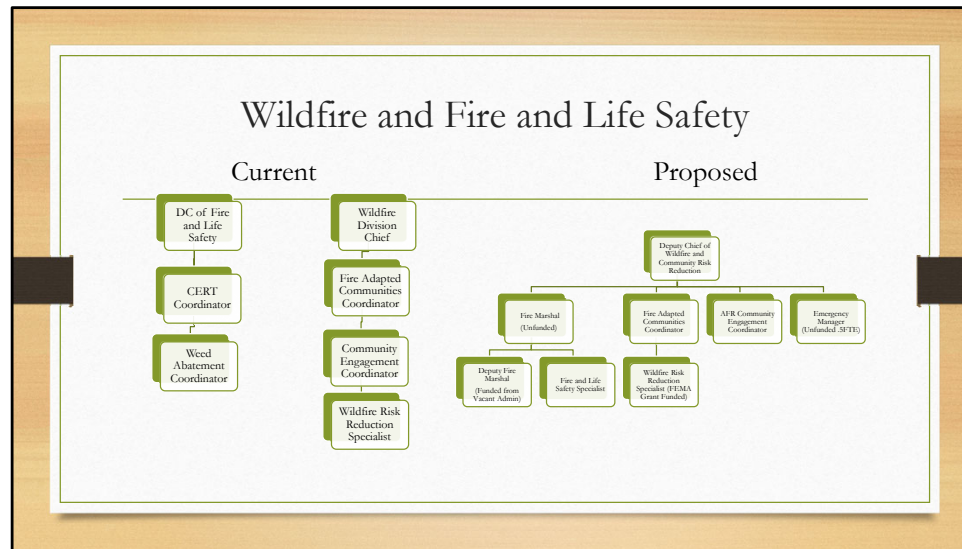 Wildfire and Fire and Life Safety
Current
Proposed
DC of Fire
and Life
Safety
CERT
Coordinator
Weed
Abatement
Coordinator
Wildfire
Division
Chief
Fire Adapted
Communities
Coordinator
Community
Engagement
Coordinator
Wildfire Risk
Reduction
Specialist
Deputy Chief of
Wildfire and
Community Risk
Reduction
Fire Marshal
(Unfunded)
Deputy Fire
Marshal
(Funded from
Vacant Admin)
Fire and Life
Safety Specialist
Fire Adapted
Communities
Coordinator
Wildfire Risk
Reduction
Specialist (FEMA
Grant Funded)
AFR Community
Engagement
Coordinator
Emergency
Manager
(Unfunded .5FTE)